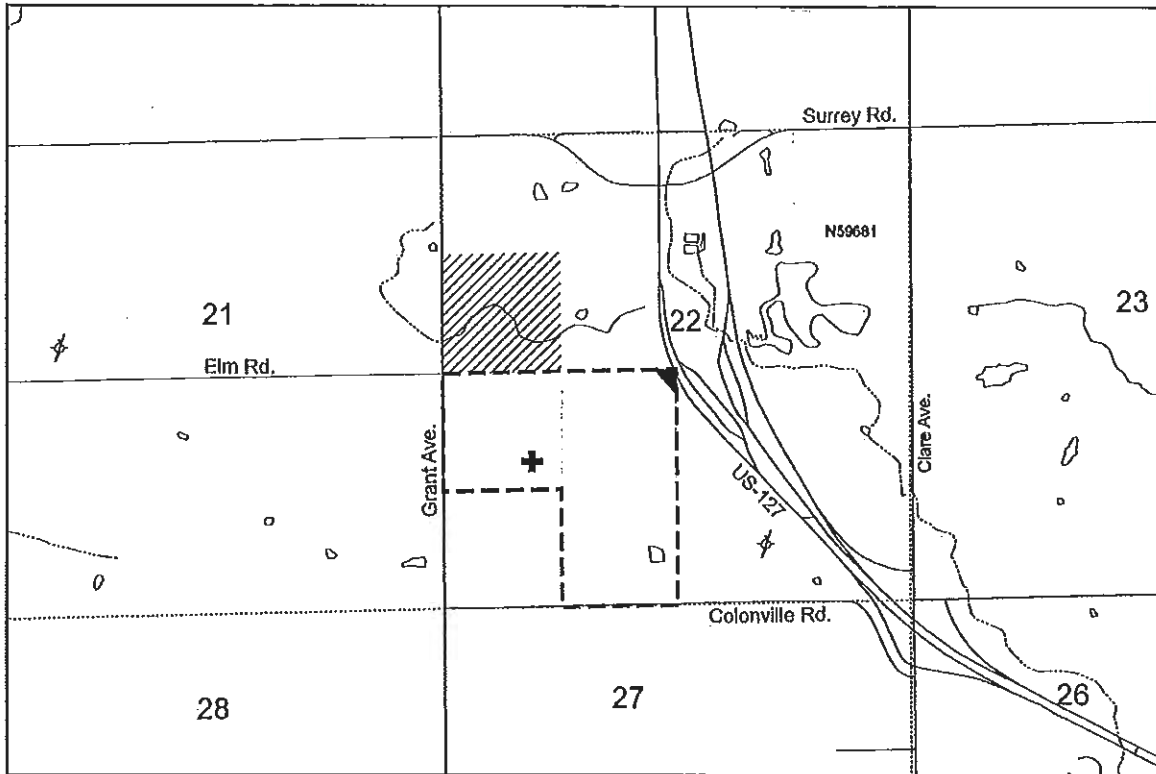 Surrey Rd.
N59681
21
22
23
Elm Rd.
Grant Ave.
Clare Ave.
US-127
Colonville Rd.
28
27
26